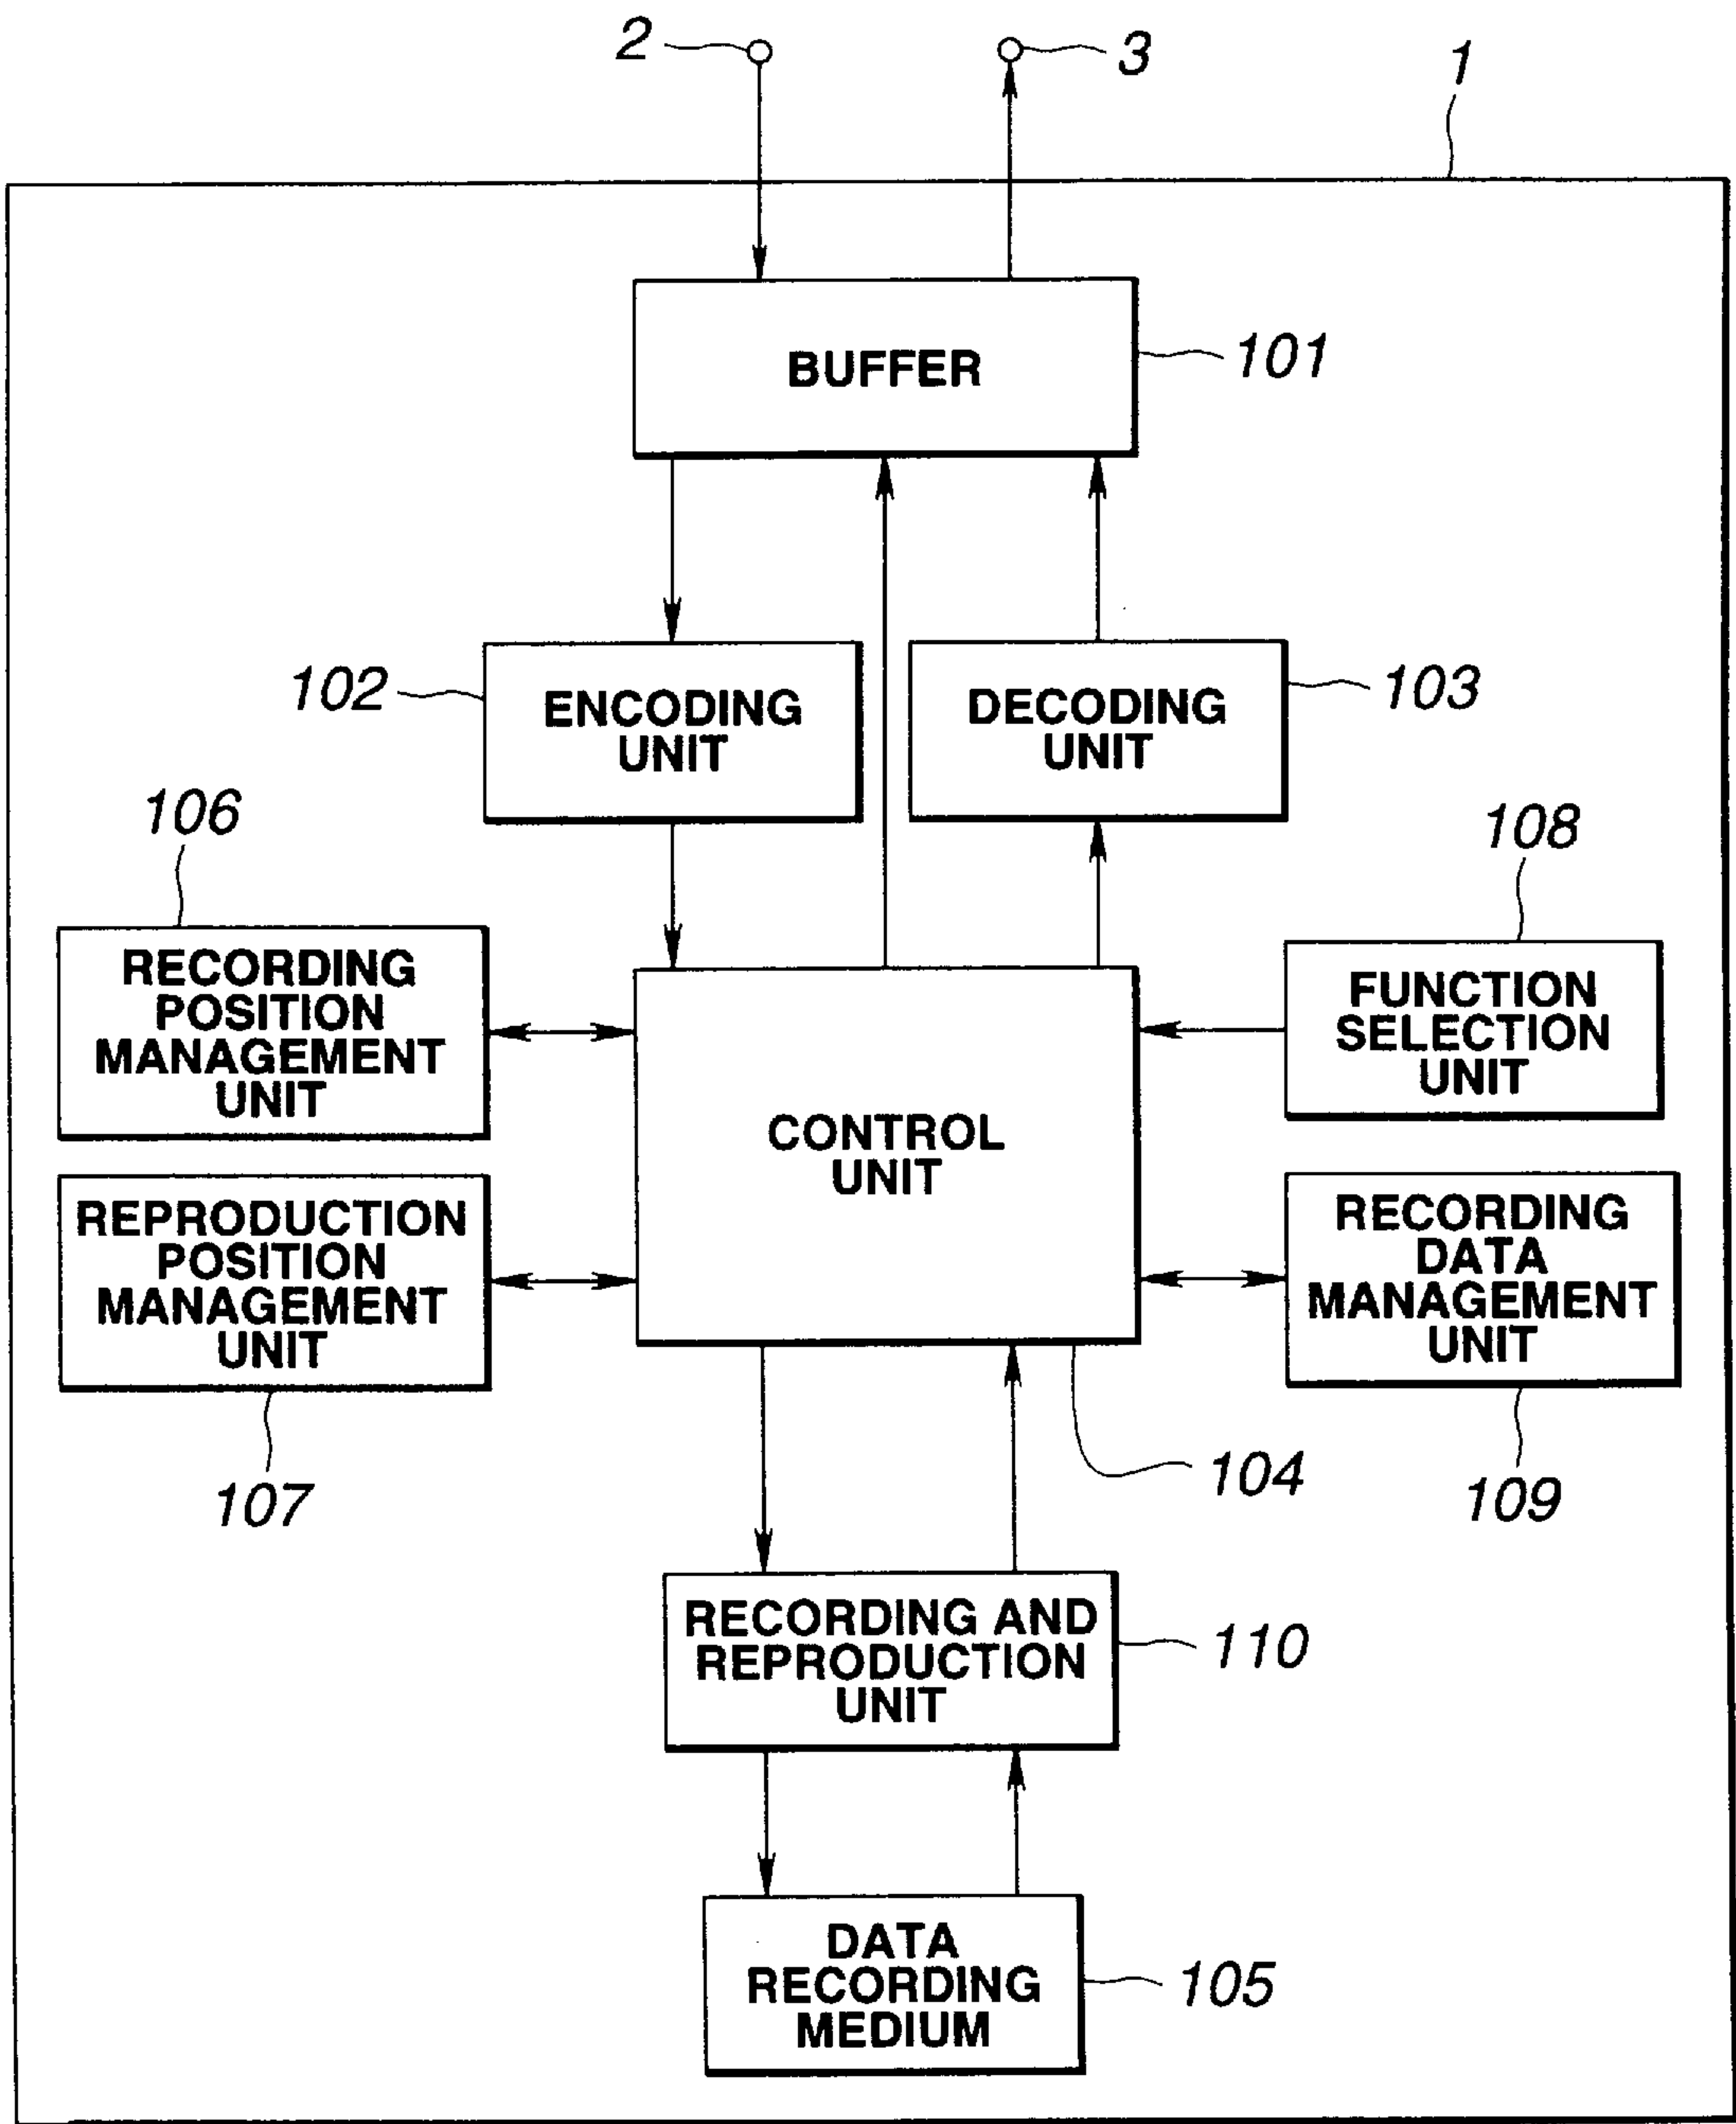 2
3
1
BUFFER
101
102
ENCODING
UNIT
DECODING
UNIT
103
106
108
RECORDING
POSITION
MANAGEMENT
UNIT
FUNCTION
SELECTION
UNIT
CONTROL
UNIT
REPRODUCTION
POSITION
MANAGEMENT
UNIT
RECORDING
DATA
MANAGEMENT
UNIT
107
104
109
RECORDING AND
REPRODUCTION
UNIT
110
DATA
RECORDING
MEDIUM
105